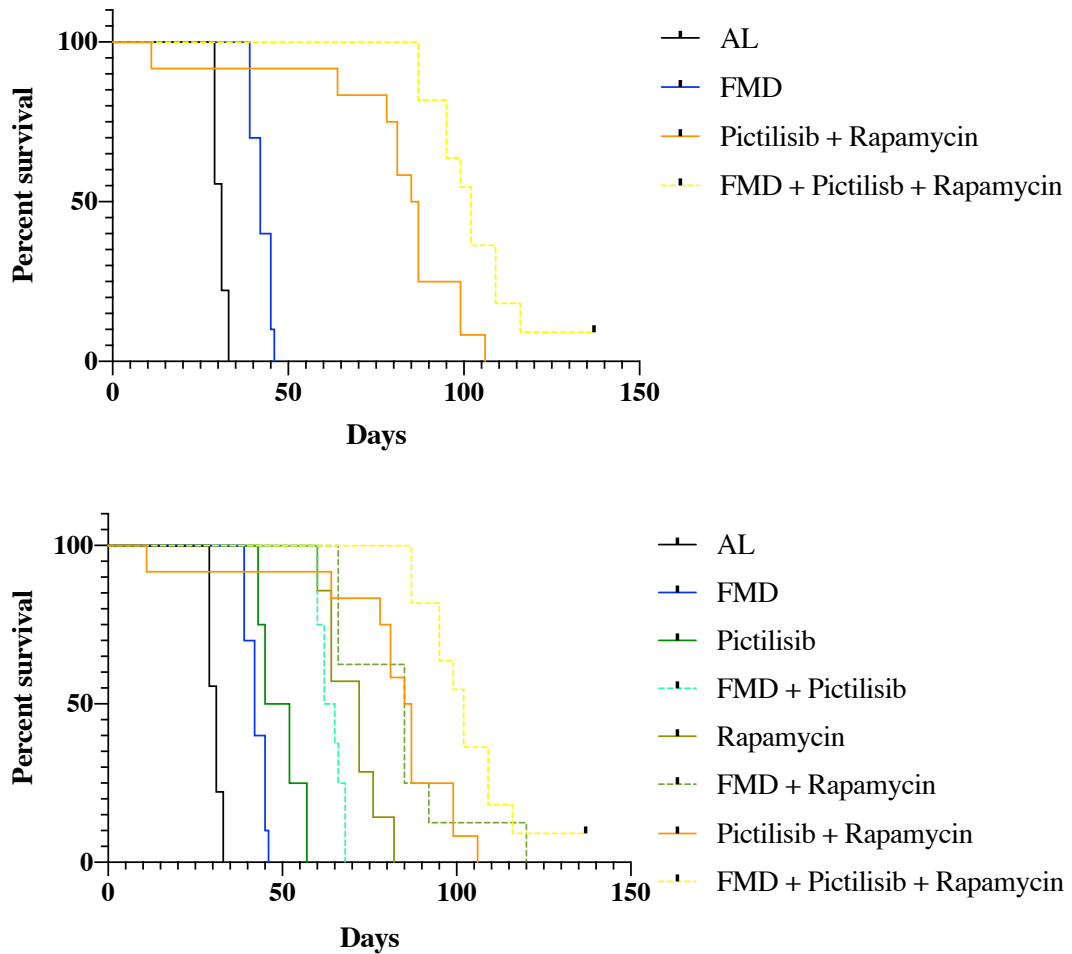 Percent survival
100
50
0
0 50 100 150
Days
AL
FMD
Pictilisib + Rapamycin
FMD + Pictilisb + Rapamycin
Percent survival
100
50
0
0 50 100 150
Days
AL
FMD
Pictilisib
FMD + Pictilisib
Rapamycin
FMD + Rapamycin
Pictilisib + Rapamycin
FMD + Pictilisib + Rapamycin